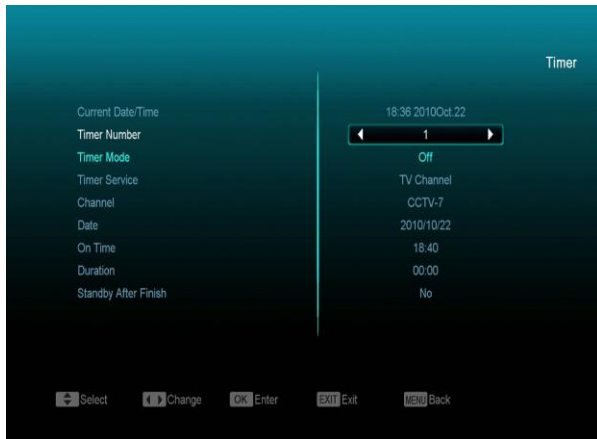 Timer
Current Date/Time 18:36 2010Oct.22
Timer Number 1
Timer Mode Off
Timer Service TV Channel
Channel CCTV-7
Date 2010/10/22
On Time 18:40
Duration 00:00
Standby After Finish No
Select Change OK Enter EXIT Exit MENU Back